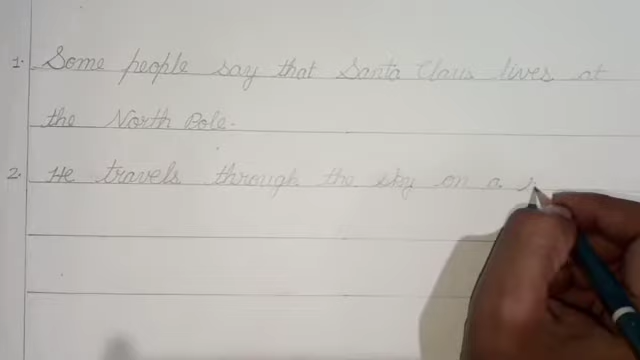 1. Some people say that Santa Claus lives at
the North Pole.
2. He travels through the sky on a s